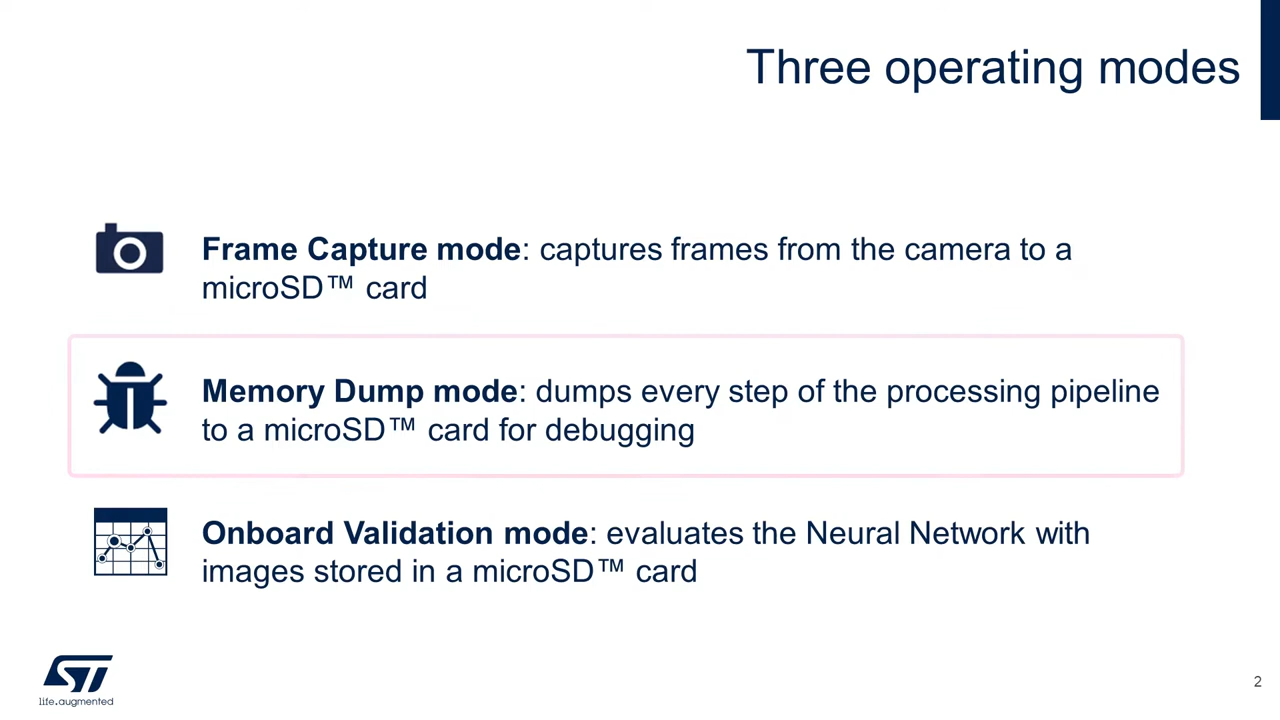 Three operating modes
Frame Capture mode: captures frames from the camera to a
microSD™ card
Memory Dump mode: dumps every step of the processing pipeline
to a microSD™ card for debugging
Onboard Validation mode: evaluates the Neural Network with
images stored in a microSD™ card
ST
life.augmented
2